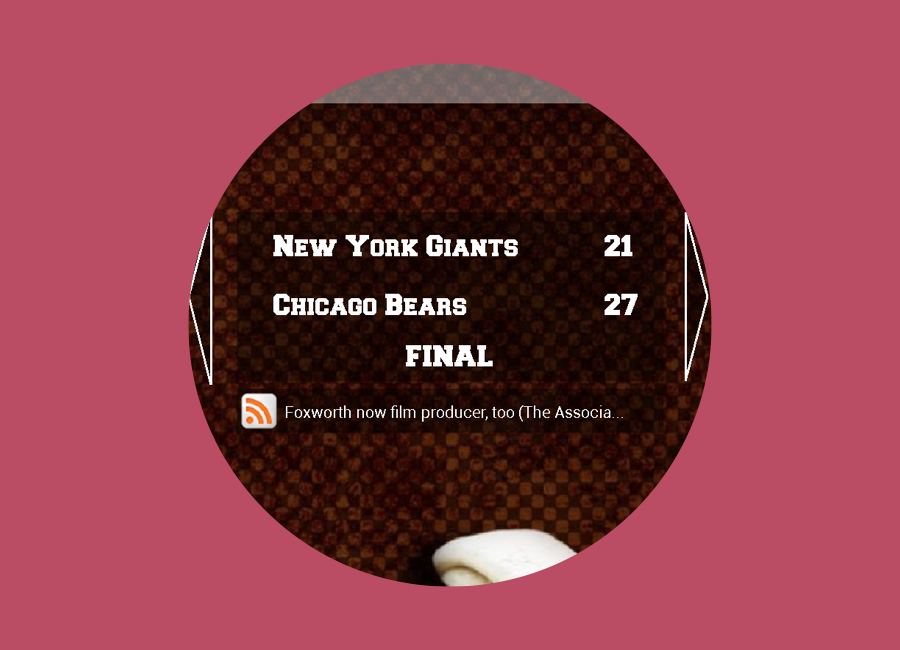 New York Giants 21
Chicago Bears 27
FINAL
Foxworth now film producer, too (The Associa...